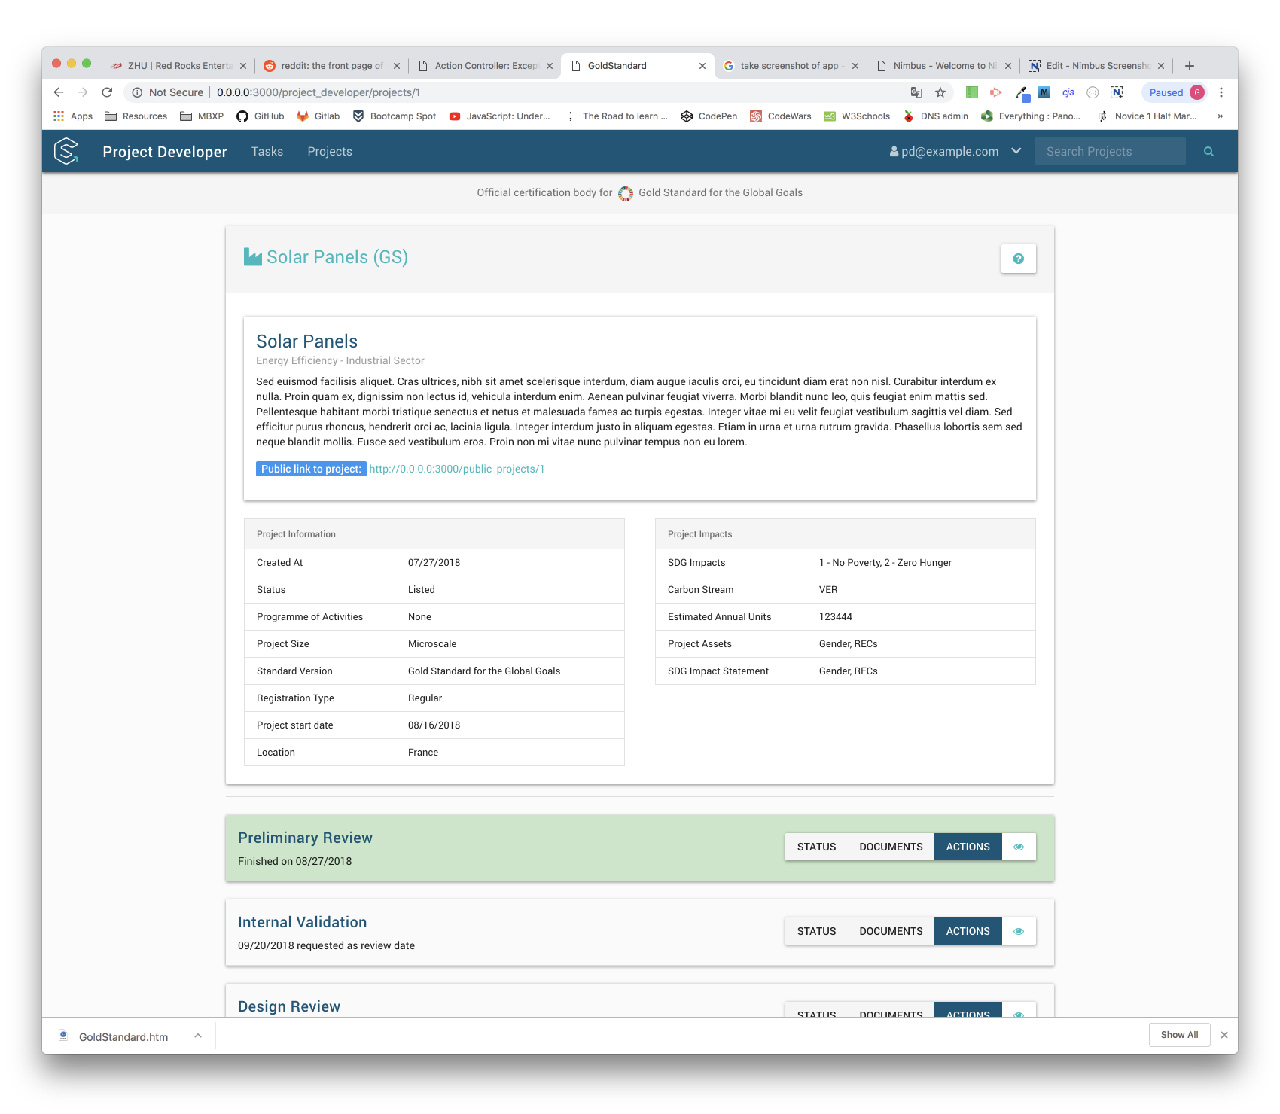 ZHU | Red Rocks Enterta
reddit: the front page of
Action Controller: Excep
GoldStandard
take screenshot of app -
Nimbus - Welcome to Ni
Edit - Nimbus Screensho
Not Secure | 0.0.0.0:3000/project_developer/projects/1
Paused G
Apps Resources MBXP GitHub Gitlab Bootcamp Spot JavaScript: Under... The Road to learn ... CodePen CodeWars W3Schools DNS admin Everything : Pano... Novice 1 Half Mar... »
Project Developer Tasks Projects pd@example.com Search Projects
Official certification body for Gold Standard for the Global Goals
Solar Panels (GS)
Solar Panels
Energy Efficiency - Industrial Sector
Sed euismod facilisis aliquet. Cras ultrices, nibh sit amet scelerisque interdum, diam augue iaculis orci, eu tincidunt diam erat non nisl. Curabitur interdum ex
nulla. Proin quam ex, dignissim non lectus id, vehicula interdum enim. Aenean pulvinar feugiat viverra. Morbi blandit nunc leo, quis feugiat enim mattis sed.
Pellentesque habitant morbi tristique senectus et netus et malesuada fames ac turpis egestas. Integer vitae mi eu velit feugiat vestibulum sagittis vel diam. Sed
efficitur purus rhoncus, hendrerit orci ac, lacinia ligula. Integer interdum justo in aliquam egestas. Etiam in urna et urna rutrum gravida. Phasellus lobortis sem sed
neque blandit mollis. Fusce sed vestibulum eros. Proin non mi vitae nunc pulvinar tempus non eu lorem.
Public link to project: http://0.0.0.0:3000/public_projects/1
Project Information
Created At 07/27/2018
Status Listed
Programme of Activities None
Project Size Microscale
Standard Version Gold Standard for the Global Goals
Registration Type Regular
Project start date 08/16/2018
Location France
Project Impacts
SDG Impacts 1 - No Poverty, 2 - Zero Hunger
Carbon Stream VER
Estimated Annual Units 123444
Project Assets Gender, RECs
SDG Impact Statement Gender, RECs
Preliminary Review
Finished on 08/27/2018
STATUS DOCUMENTS ACTIONS
Internal Validation
09/20/2018 requested as review date
STATUS DOCUMENTS ACTIONS
Design Review
STATUS DOCUMENTS ACTIONS
GoldStandard.htm
Show All